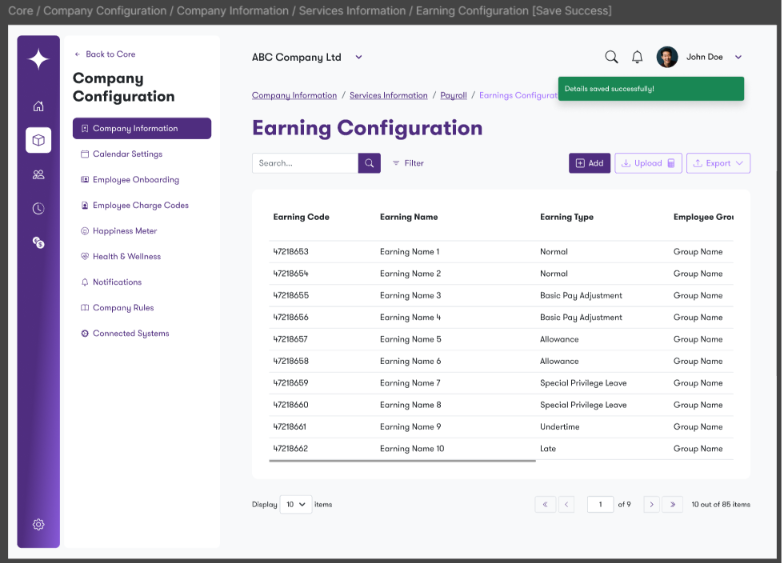 Core / Company Configuration / Company Information / Services Information / Earning Configuration [Save Success]
← Back to Core
Company
Configuration
Company Information
Calendar Settings
Employee Onboarding
Employee Charge Codes
Happiness Meter
Health & Wellness
Notifications
Company Rules
Connected Systems
ABC Company Ltd
John Doe
Company Information / Services Information / Payroll / Earnings Configurat
Details saved successfully!
Earning Configuration
Search... Filter Add Upload Export
Earning Code Earning Name Earning Type Employee Grou
47218653 Earning Name 1 Normal Group Name
47218654 Earning Name 2 Normal Group Name
47218655 Earning Name 3 Basic Pay Adjustment Group Name
47218656 Earning Name 4 Basic Pay Adjustment Group Name
47218657 Earning Name 5 Allowance Group Name
47218658 Earning Name 6 Allowance Group Name
47218659 Earning Name 7 Special Privilege Leave Group Name
47218660 Earning Name 8 Special Privilege Leave Group Name
47218661 Earning Name 9 Undertime Group Name
47218662 Earning Name 10 Late Group Name
Display 10 items « < 1 of 9 > » 10 out of 85 items